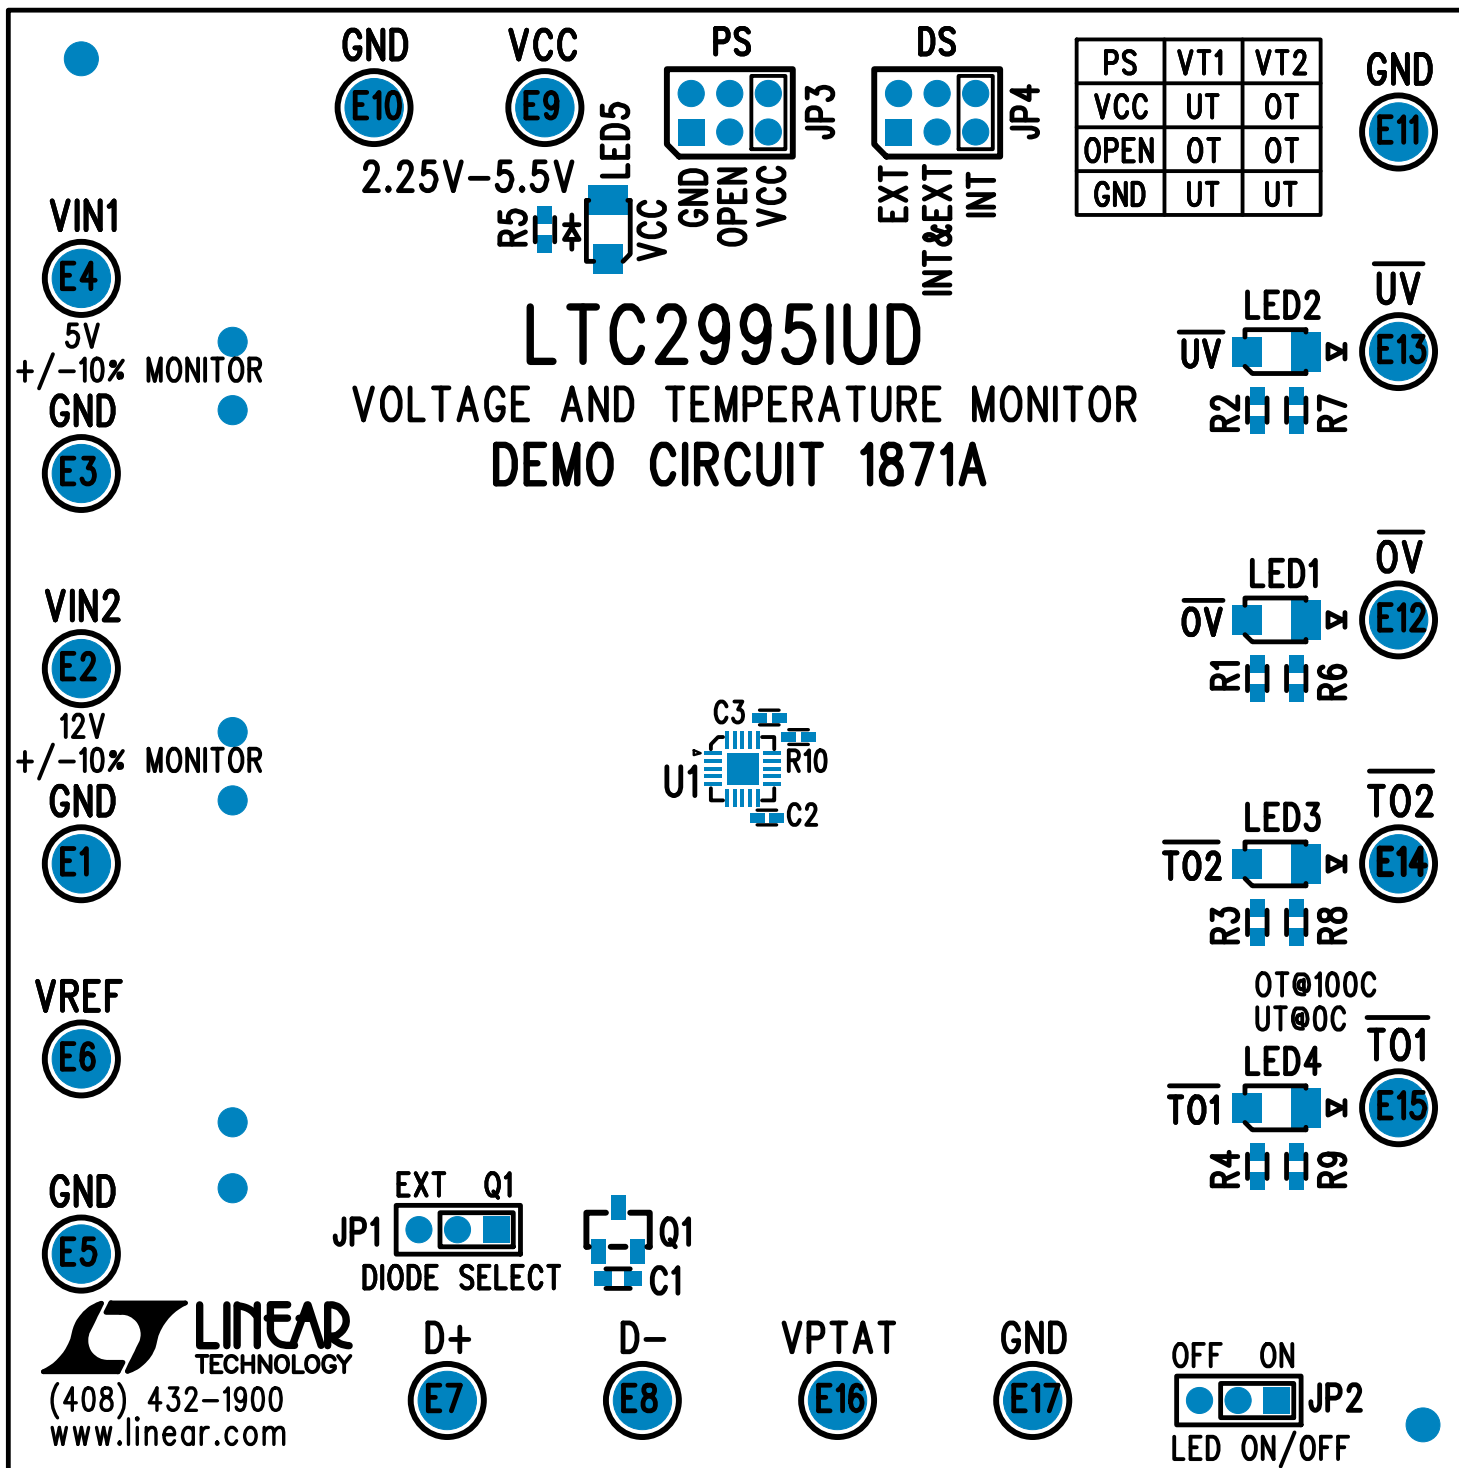 GND
E10
VCC
E9
2.25V-5.5V
PS
JP3
GND
OPEN
VCC
DS
JP4
EXT
INT&EXT
INT
PS VT1 VT2
VCC UT OT
OPEN OT OT
GND UT UT
GND
E11
LED5
R5
VCC
VIN1
E4
5V
+/-10% MONITOR
GND
E3
LTC2995IUD
VOLTAGE AND TEMPERATURE MONITOR
DEMO CIRCUIT 1871A
UV
E13
LED2
UV
R2
R7
OV
E12
LED1
OV
R1
R6
VIN2
E2
12V
+/-10% MONITOR
GND
E1
C3
R10
U1
C2
TO2
E14
LED3
TO2
R3
R8
OT@100C
UT@0C
TO1
E15
LED4
TO1
R4
R9
VREF
E6
GND
E5
EXT Q1
JP1
DIODE SELECT
Q1
C1
LINEAR
TECHNOLOGY
(408) 432-1900
www.linear.com
D+
E7
D-
E8
VPTAT
E16
GND
E17
OFF ON
JP2
LED ON/OFF